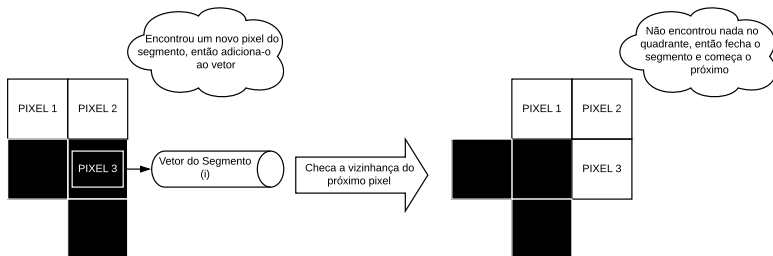 Encontrou um novo pixel do
segmento, então adiciona-o
ao vetor
PIXEL 1
PIXEL 2
PIXEL 3
Vetor do Segmento
(i)
Checa a vizinhança do
próximo pixel
Não encontrou nada no
quadrante, então fecha o
segmento e começa o
próximo
PIXEL 1
PIXEL 2
PIXEL 3